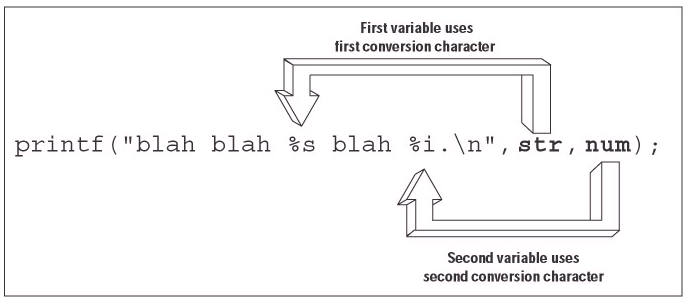 First variable uses
first conversion character
printf("blah blah %s blah %i.\n",str,num);
Second variable uses
second conversion character